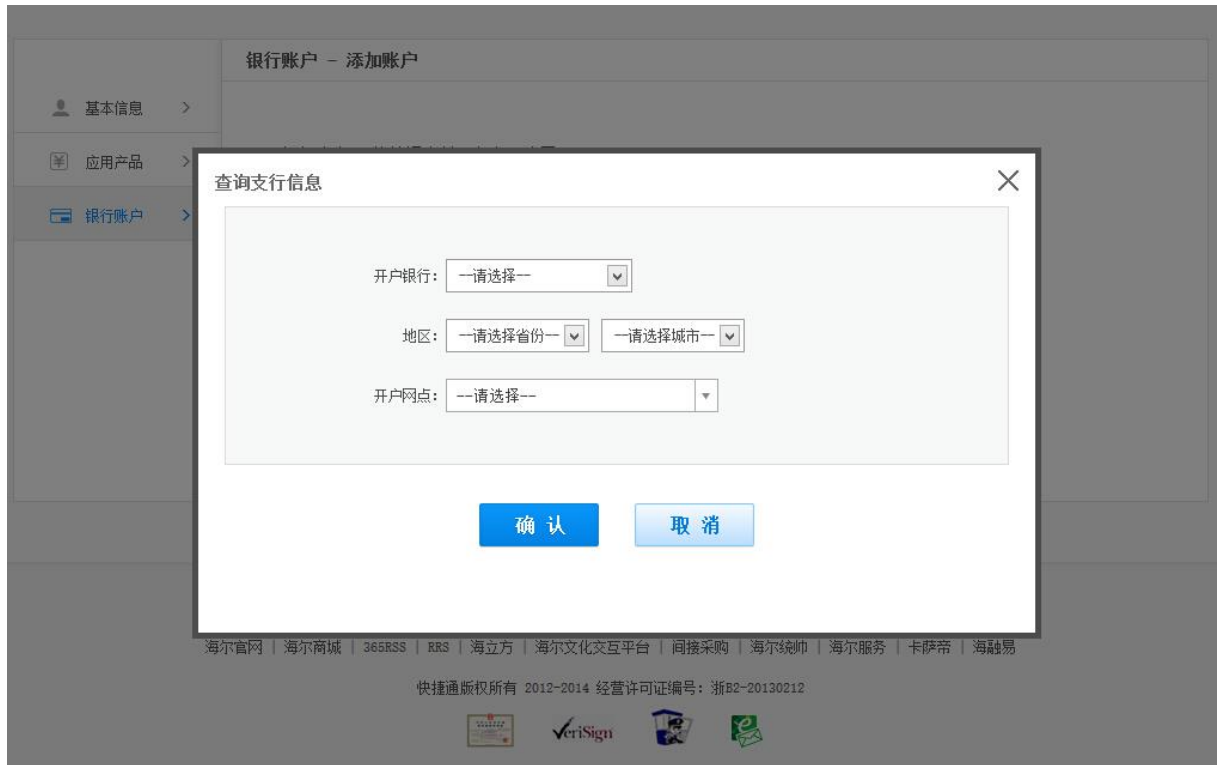 银行账户 - 添加账户
基本信息
应用产品
银行账户
查询支行信息
开户银行: --请选择--
地区: --请选择省份-- --请选择城市--
开户网点: --请选择--
确 认 取 消
海尔官网 | 海尔商城 | 365RSS | RRS | 海立方 | 海尔文化交互平台 | 间接采购 | 海尔统帅 | 海尔服务 | 卡萨帝 | 海融易
快捷通版权所有 2012-2014 经营许可证编号: 浙B2-20130212
VeriSign